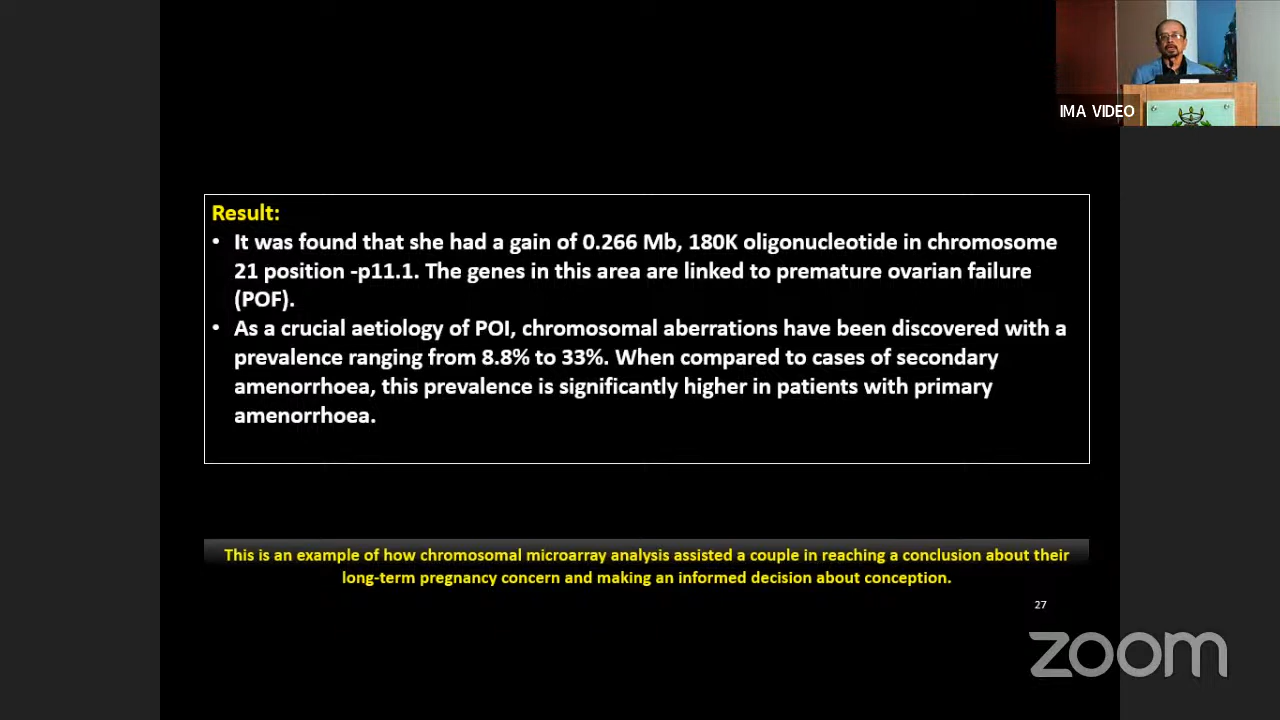 IMA VIDEO
Result:
• It was found that she had a gain of 0.266 Mb, 180K oligonucleotide in chromosome
21 position -p11.1. The genes in this area are linked to premature ovarian failure
(POF).
• As a crucial aetiology of POI, chromosomal aberrations have been discovered with a
prevalence ranging from 8.8% to 33%. When compared to cases of secondary
amenorrhoea, this prevalence is significantly higher in patients with primary
amenorrhoea.
This is an example of how chromosomal microarray analysis assisted a couple in reaching a conclusion about their
long-term pregnancy concern and making an informed decision about conception.
27
zoom